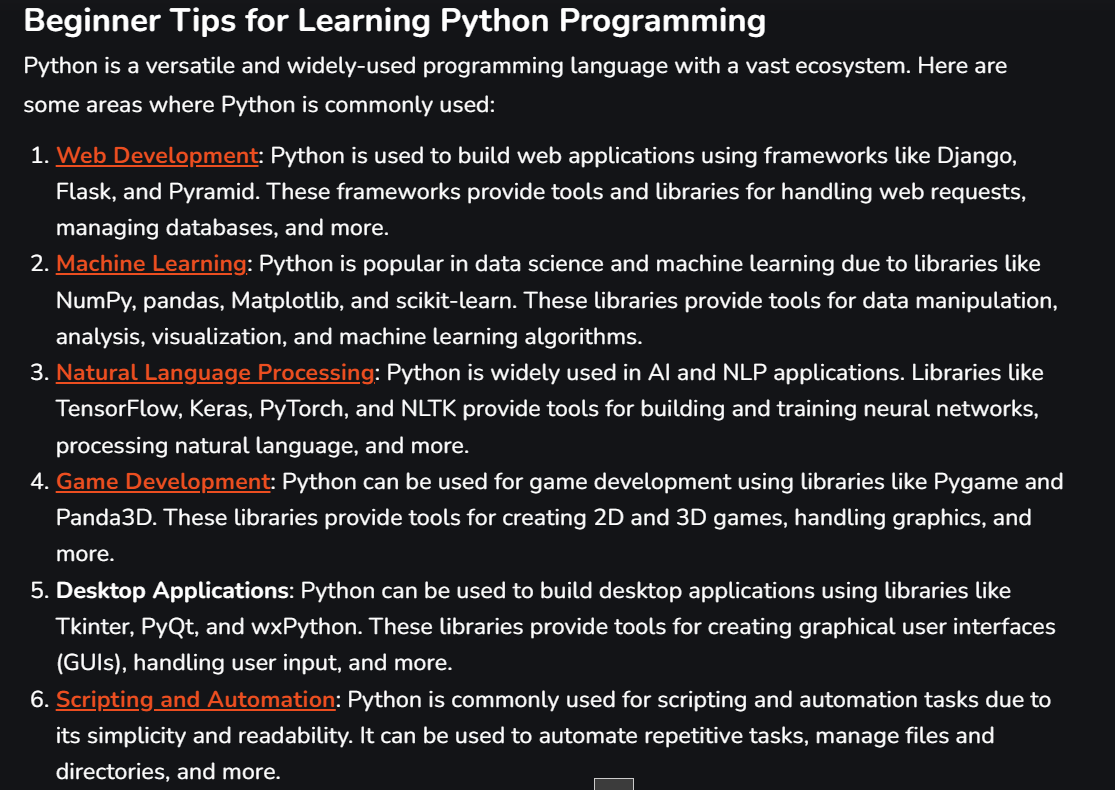 Beginner Tips for Learning Python Programming
Python is a versatile and widely-used programming language with a vast ecosystem. Here are
some areas where Python is commonly used:
1. Web Development: Python is used to build web applications using frameworks like Django,
Flask, and Pyramid. These frameworks provide tools and libraries for handling web requests,
managing databases, and more.
2. Machine Learning: Python is popular in data science and machine learning due to libraries like
NumPy, pandas, Matplotlib, and scikit-learn. These libraries provide tools for data manipulation,
analysis, visualization, and machine learning algorithms.
3. Natural Language Processing: Python is widely used in AI and NLP applications. Libraries like
TensorFlow, Keras, PyTorch, and NLTK provide tools for building and training neural networks,
processing natural language, and more.
4. Game Development: Python can be used for game development using libraries like Pygame and
Panda3D. These libraries provide tools for creating 2D and 3D games, handling graphics, and
more.
5. Desktop Applications: Python can be used to build desktop applications using libraries like
Tkinter, PyQt, and wxPython. These libraries provide tools for creating graphical user interfaces
(GUIs), handling user input, and more.
6. Scripting and Automation: Python is commonly used for scripting and automation tasks due to
its simplicity and readability. It can be used to automate repetitive tasks, manage files and
directories, and more.